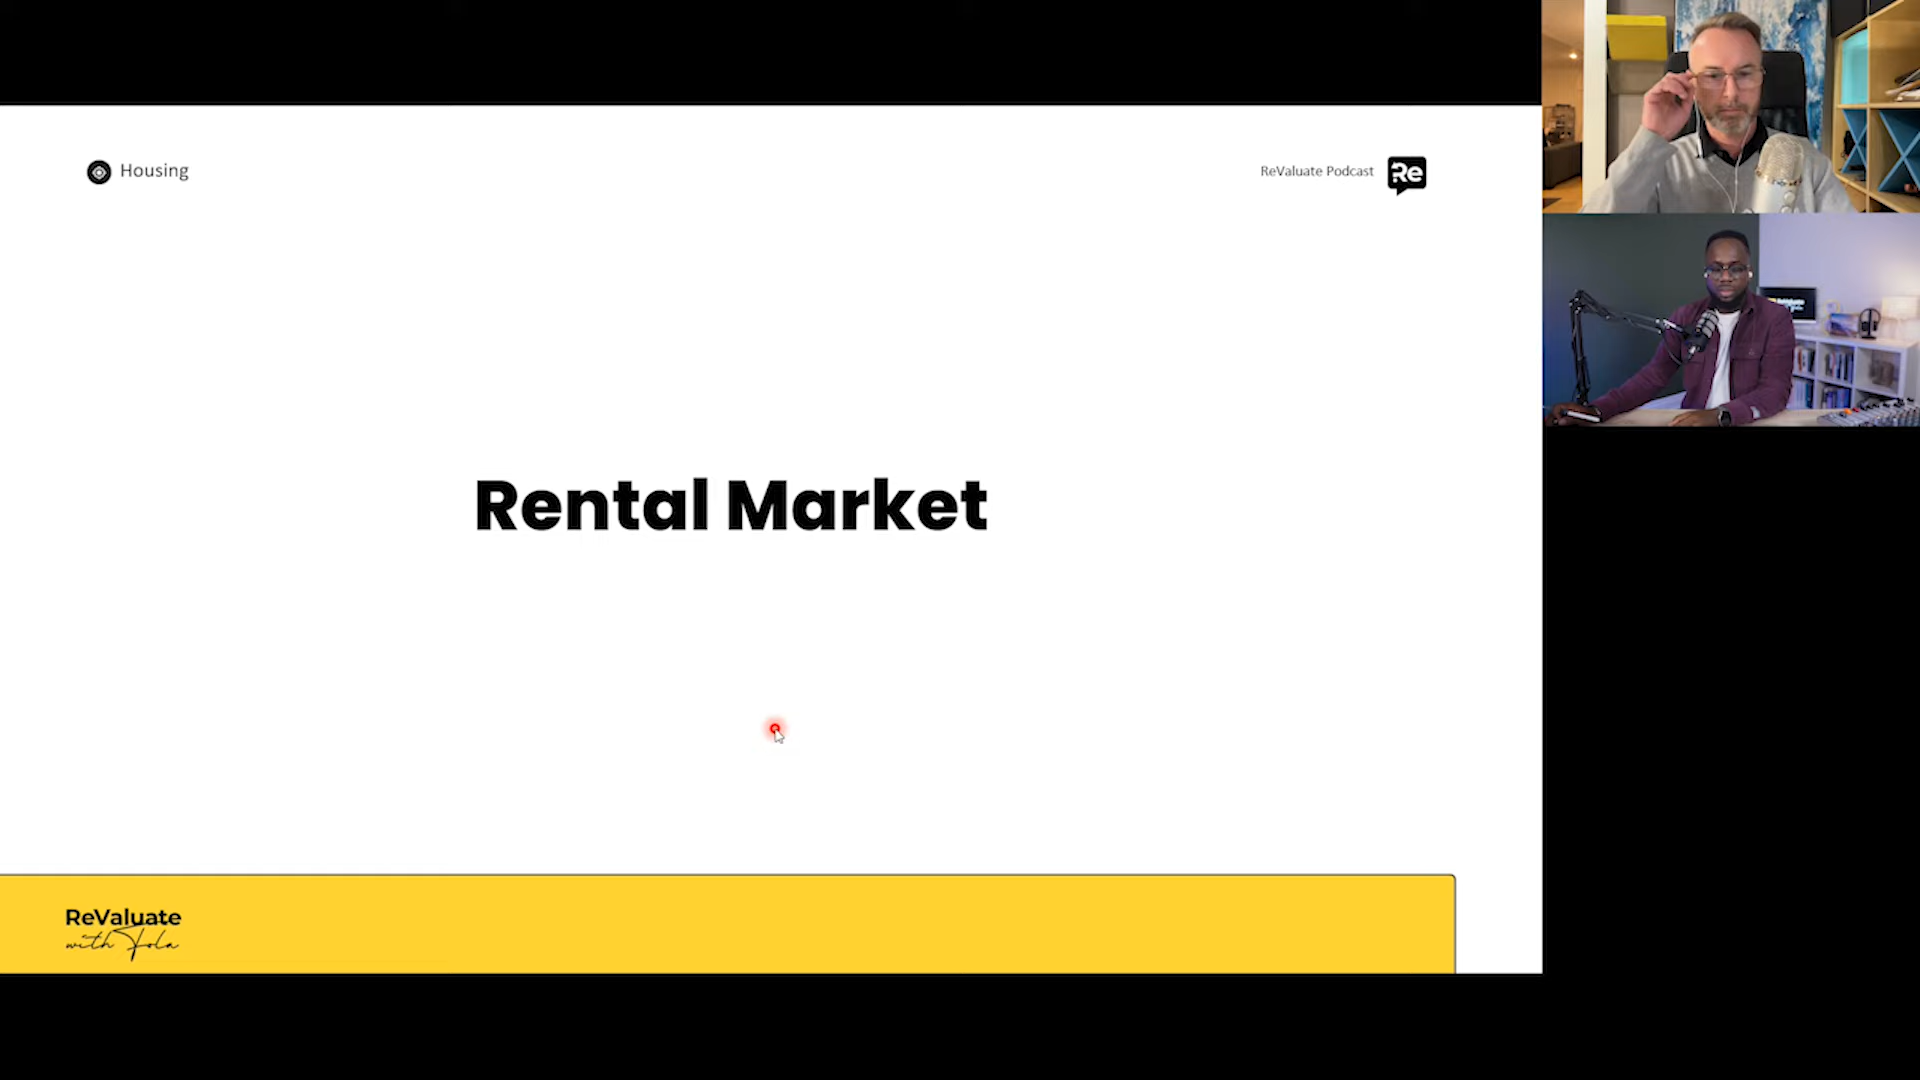 Housing
ReValuate Podcast
Re
Rental Market
ReValuate
with Fola